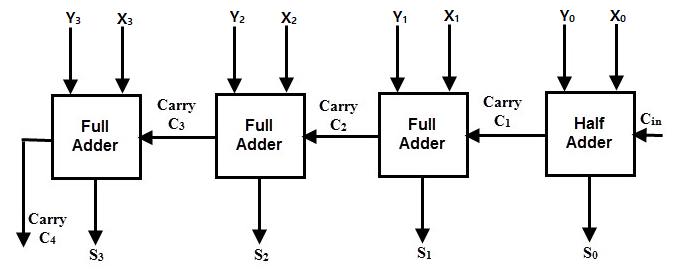 Y3 X3 Y2 X2 Y1 X1 Y0 X0
Carry C3
Carry C2
Carry C1
Cin
Full Adder
Full Adder
Full Adder
Half Adder
Carry C4
S3 S2 S1 S0